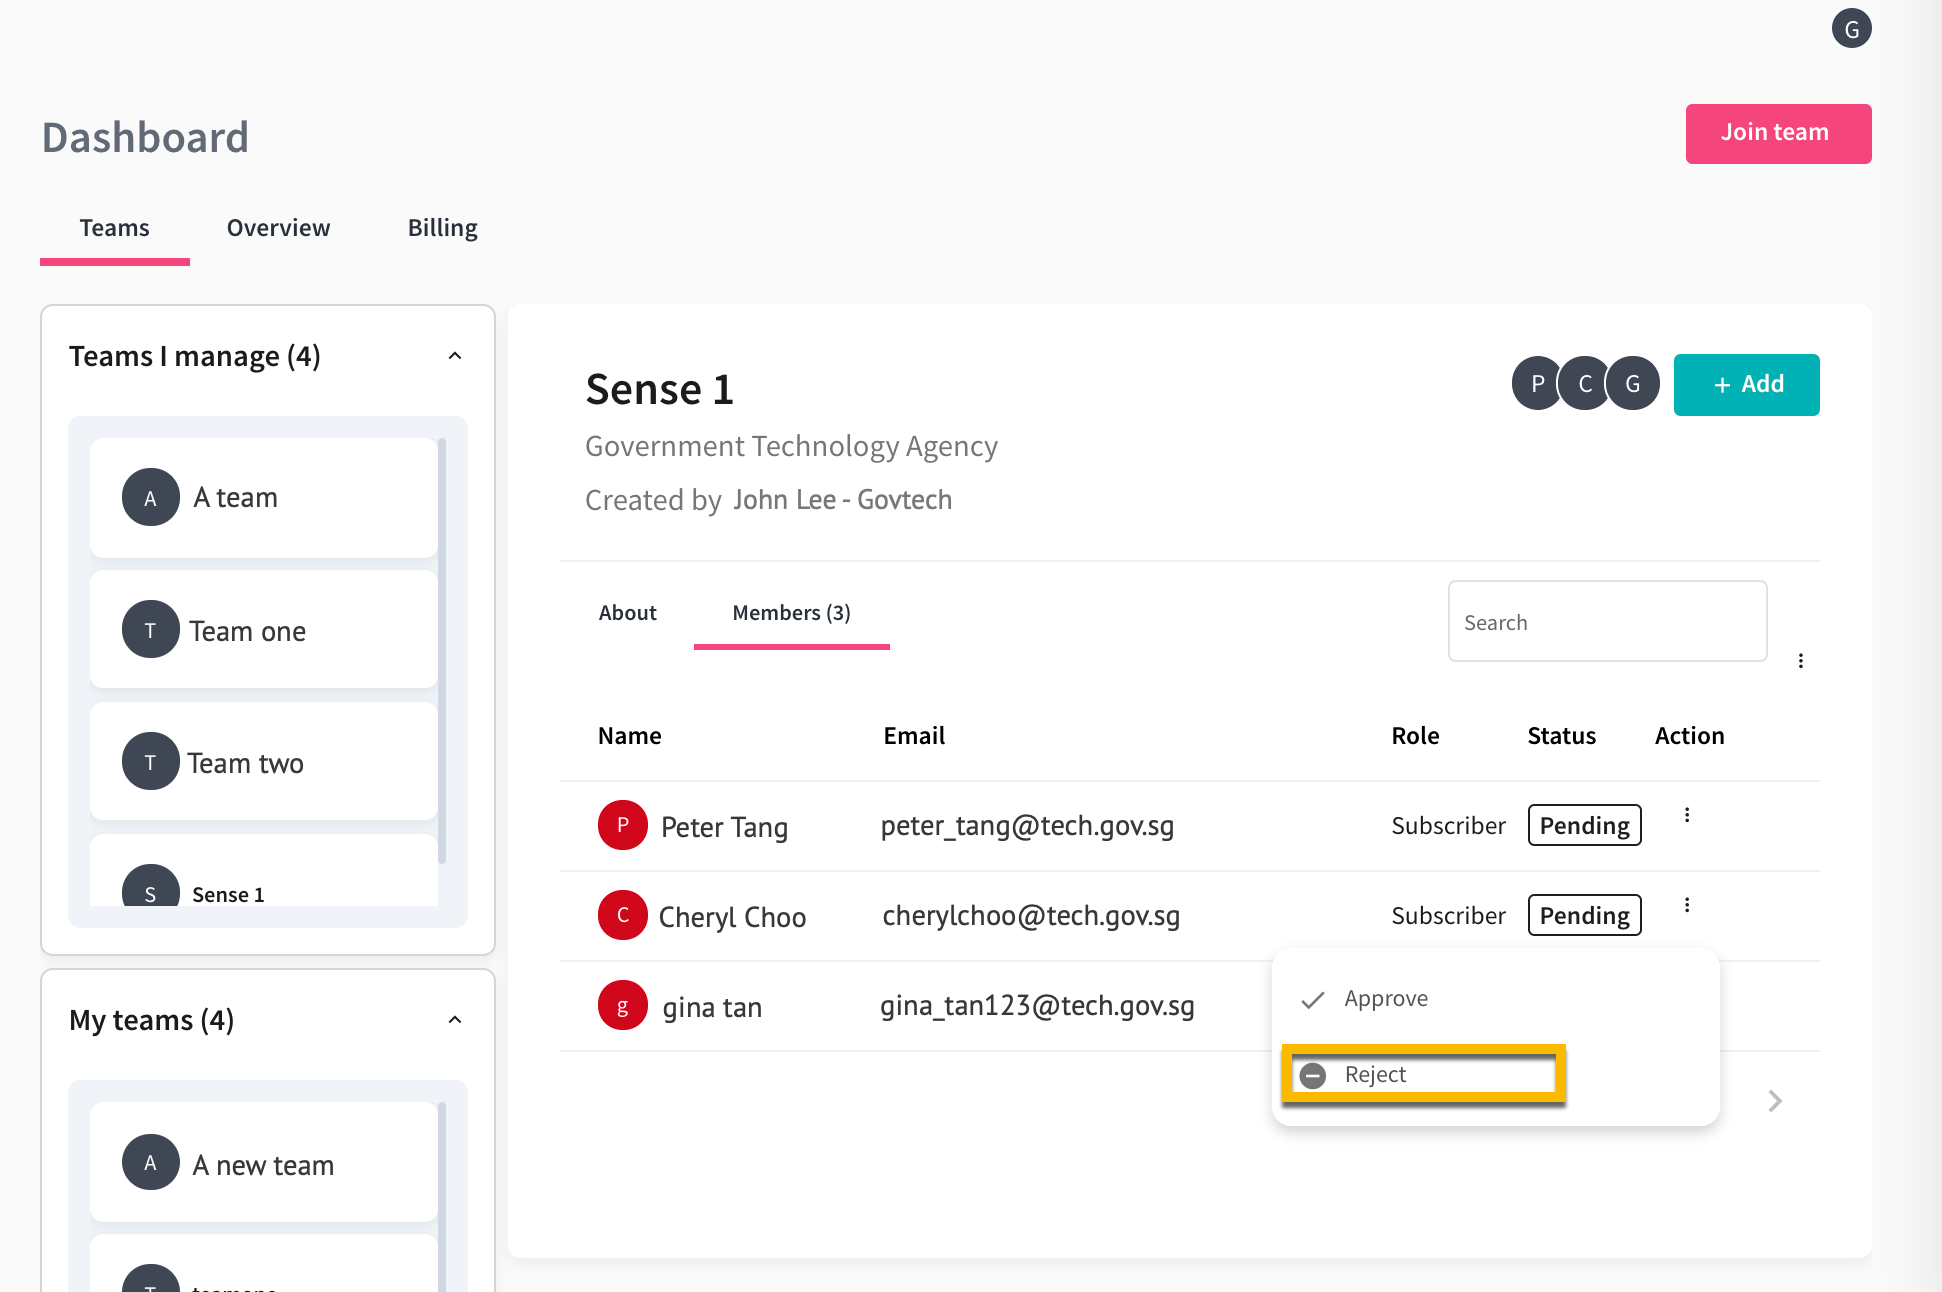 G
Dashboard
Join team
Teams Overview Billing
Teams I manage (4)
A A team
T Team one
T Team two
S Sense 1
My teams (4)
A A new team
Sense 1
P C G + Add
Government Technology Agency
Created by John Lee - Govtech
About Members (3) Search
Name Email Role Status Action
P Peter Tang peter_tang@tech.gov.sg Subscriber Pending
C Cheryl Choo cherylchoo@tech.gov.sg Subscriber Pending
g gina tan gina_tan123@tech.gov.sg
Approve
Reject